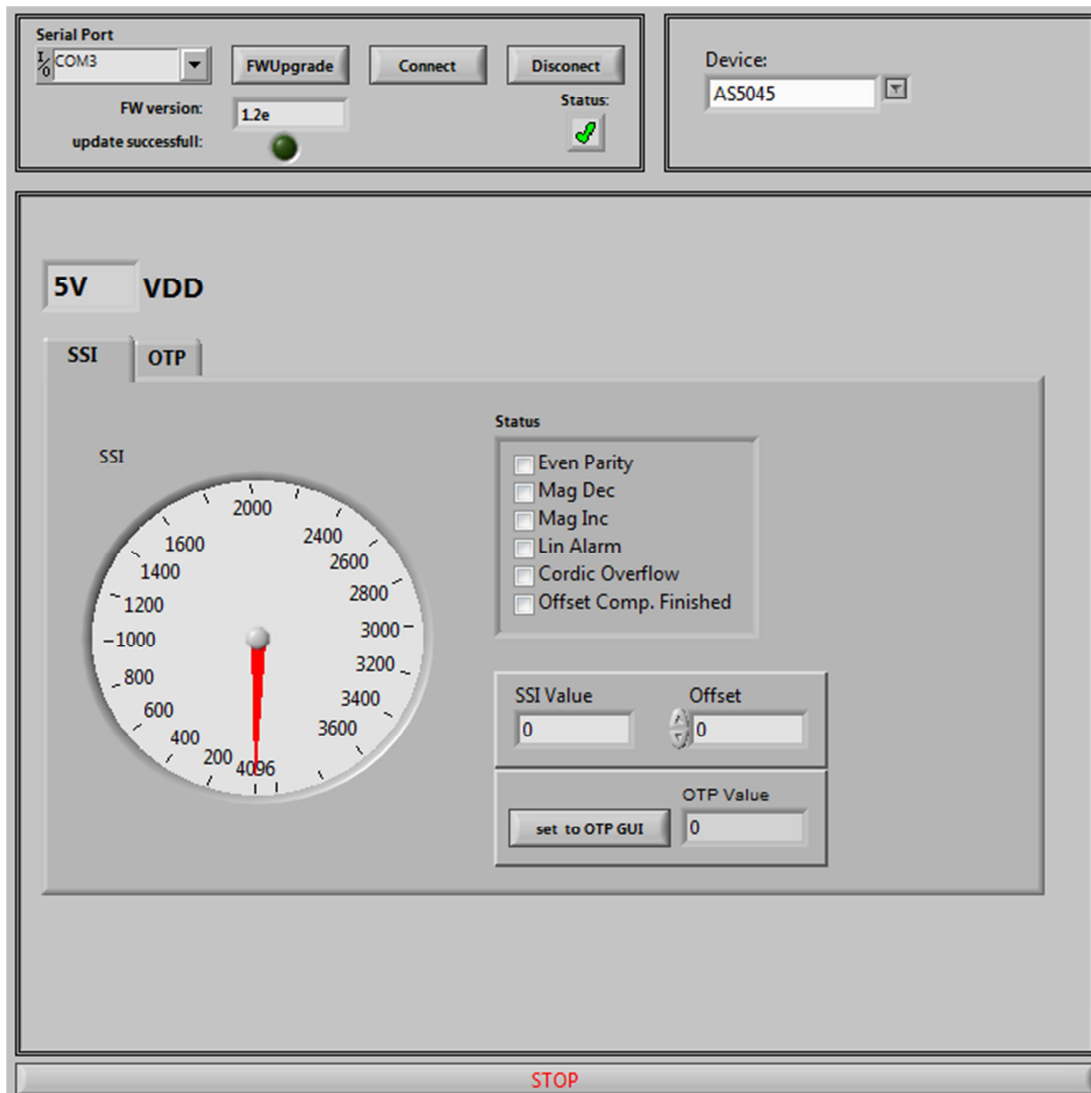 Serial Port
I/O COM3
FWUpgrade
Connect
Disconect
FW version:
1.2e
Status:
update successfull:
Device:
AS5045
5V VDD
SSI
OTP
SSI
2000
2400
1600
2600
1400
2800
1200
3000
1000
3200
800
3400
600
3600
400
200
4096
Status
Even Parity
Mag Dec
Mag Inc
Lin Alarm
Cordic Overflow
Offset Comp. Finished
SSI Value
Offset
0
0
OTP Value
set to OTP GUI
0
STOP